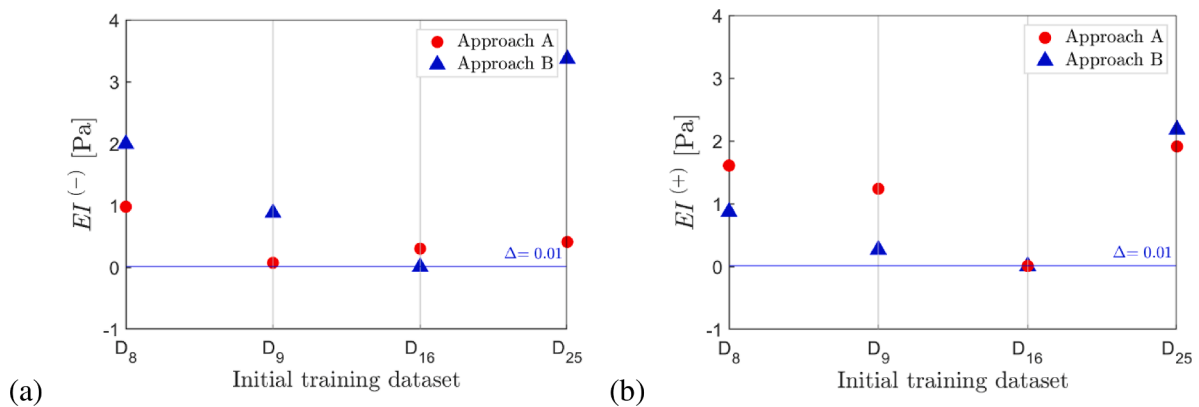 4
3
2
1
0
-1
EI (−) [Pa]
Approach A
Approach B
Δ= 0.01
D8 D9 D16 D25
Initial training dataset
(a)
4
3
2
1
0
-1
EI (+) [Pa]
Approach A
Approach B
Δ= 0.01
D8 D9 D16 D25
Initial training dataset
(b)